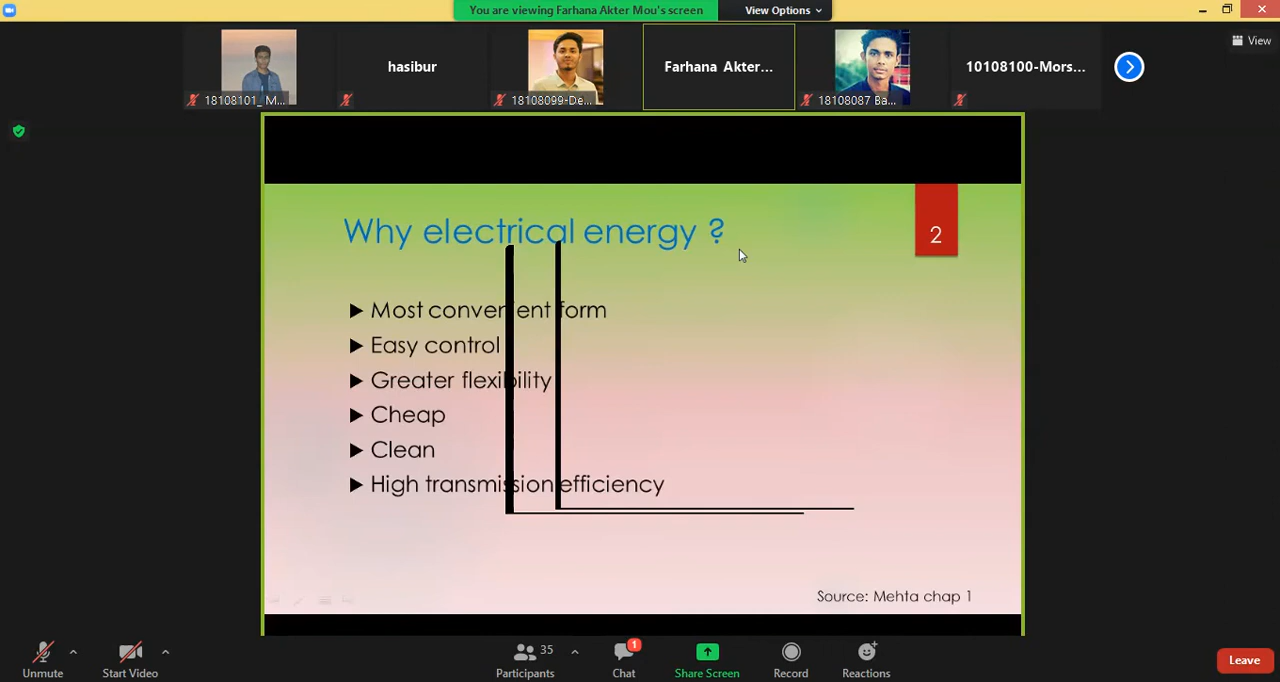 You are viewing Farhana Akter Mou's screen
View Options
View
hasibur
Farhana Akter...
10108100-Mors...
18108101_ M...
18108099-De...
18108087 Ba...
Why electrical energy ?
2
Most convenient form
Easy control
Greater flexibility
Cheap
Clean
High transmission efficiency
Source: Mehta chap 1
Unmute
Start Video
35
Participants
1
Chat
Share Screen
Record
Reactions
Leave